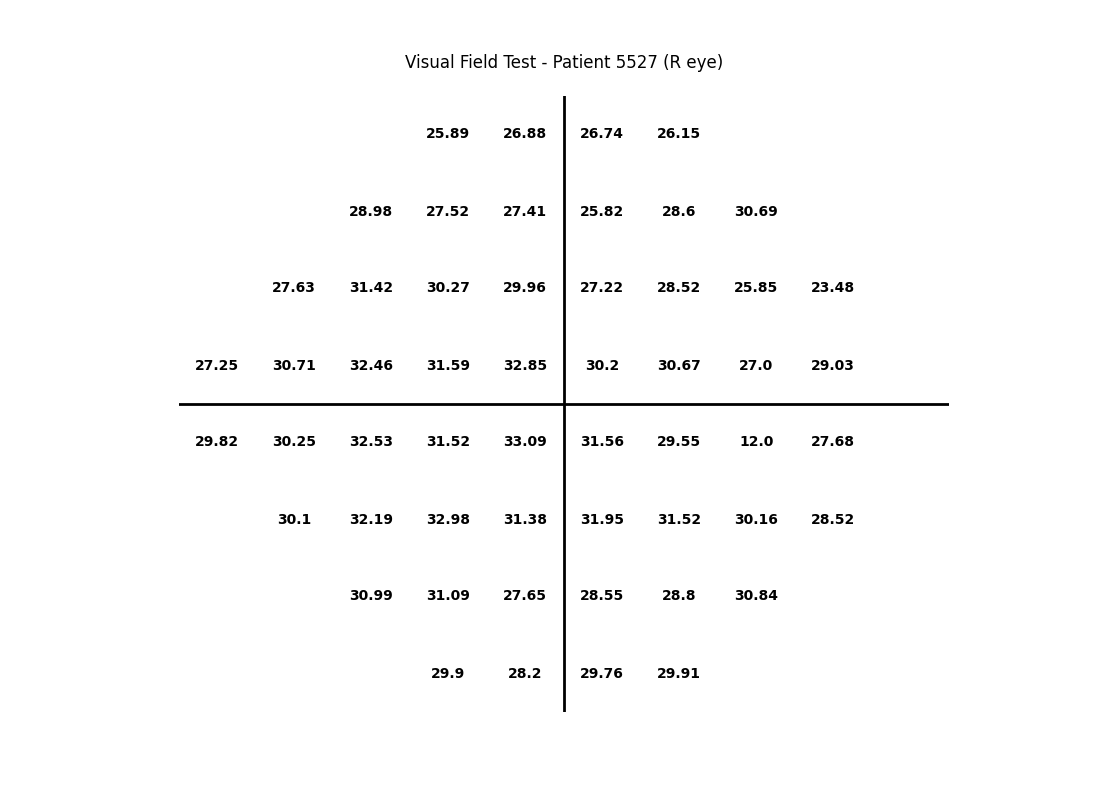 Visual Field Test - Patient 5527 (R eye)
25.89 26.88 26.74 26.15
28.98 27.52 27.41 25.82 28.6 30.69
27.63 31.42 30.27 29.96 27.22 28.52 25.85 23.48
27.25 30.71 32.46 31.59 32.85 30.2 30.67 27.0 29.03
29.82 30.25 32.53 31.52 33.09 31.56 29.55 12.0 27.68
30.1 32.19 32.98 31.38 31.95 31.52 30.16 28.52
30.99 31.09 27.65 28.55 28.8 30.84
29.9 28.2 29.76 29.91